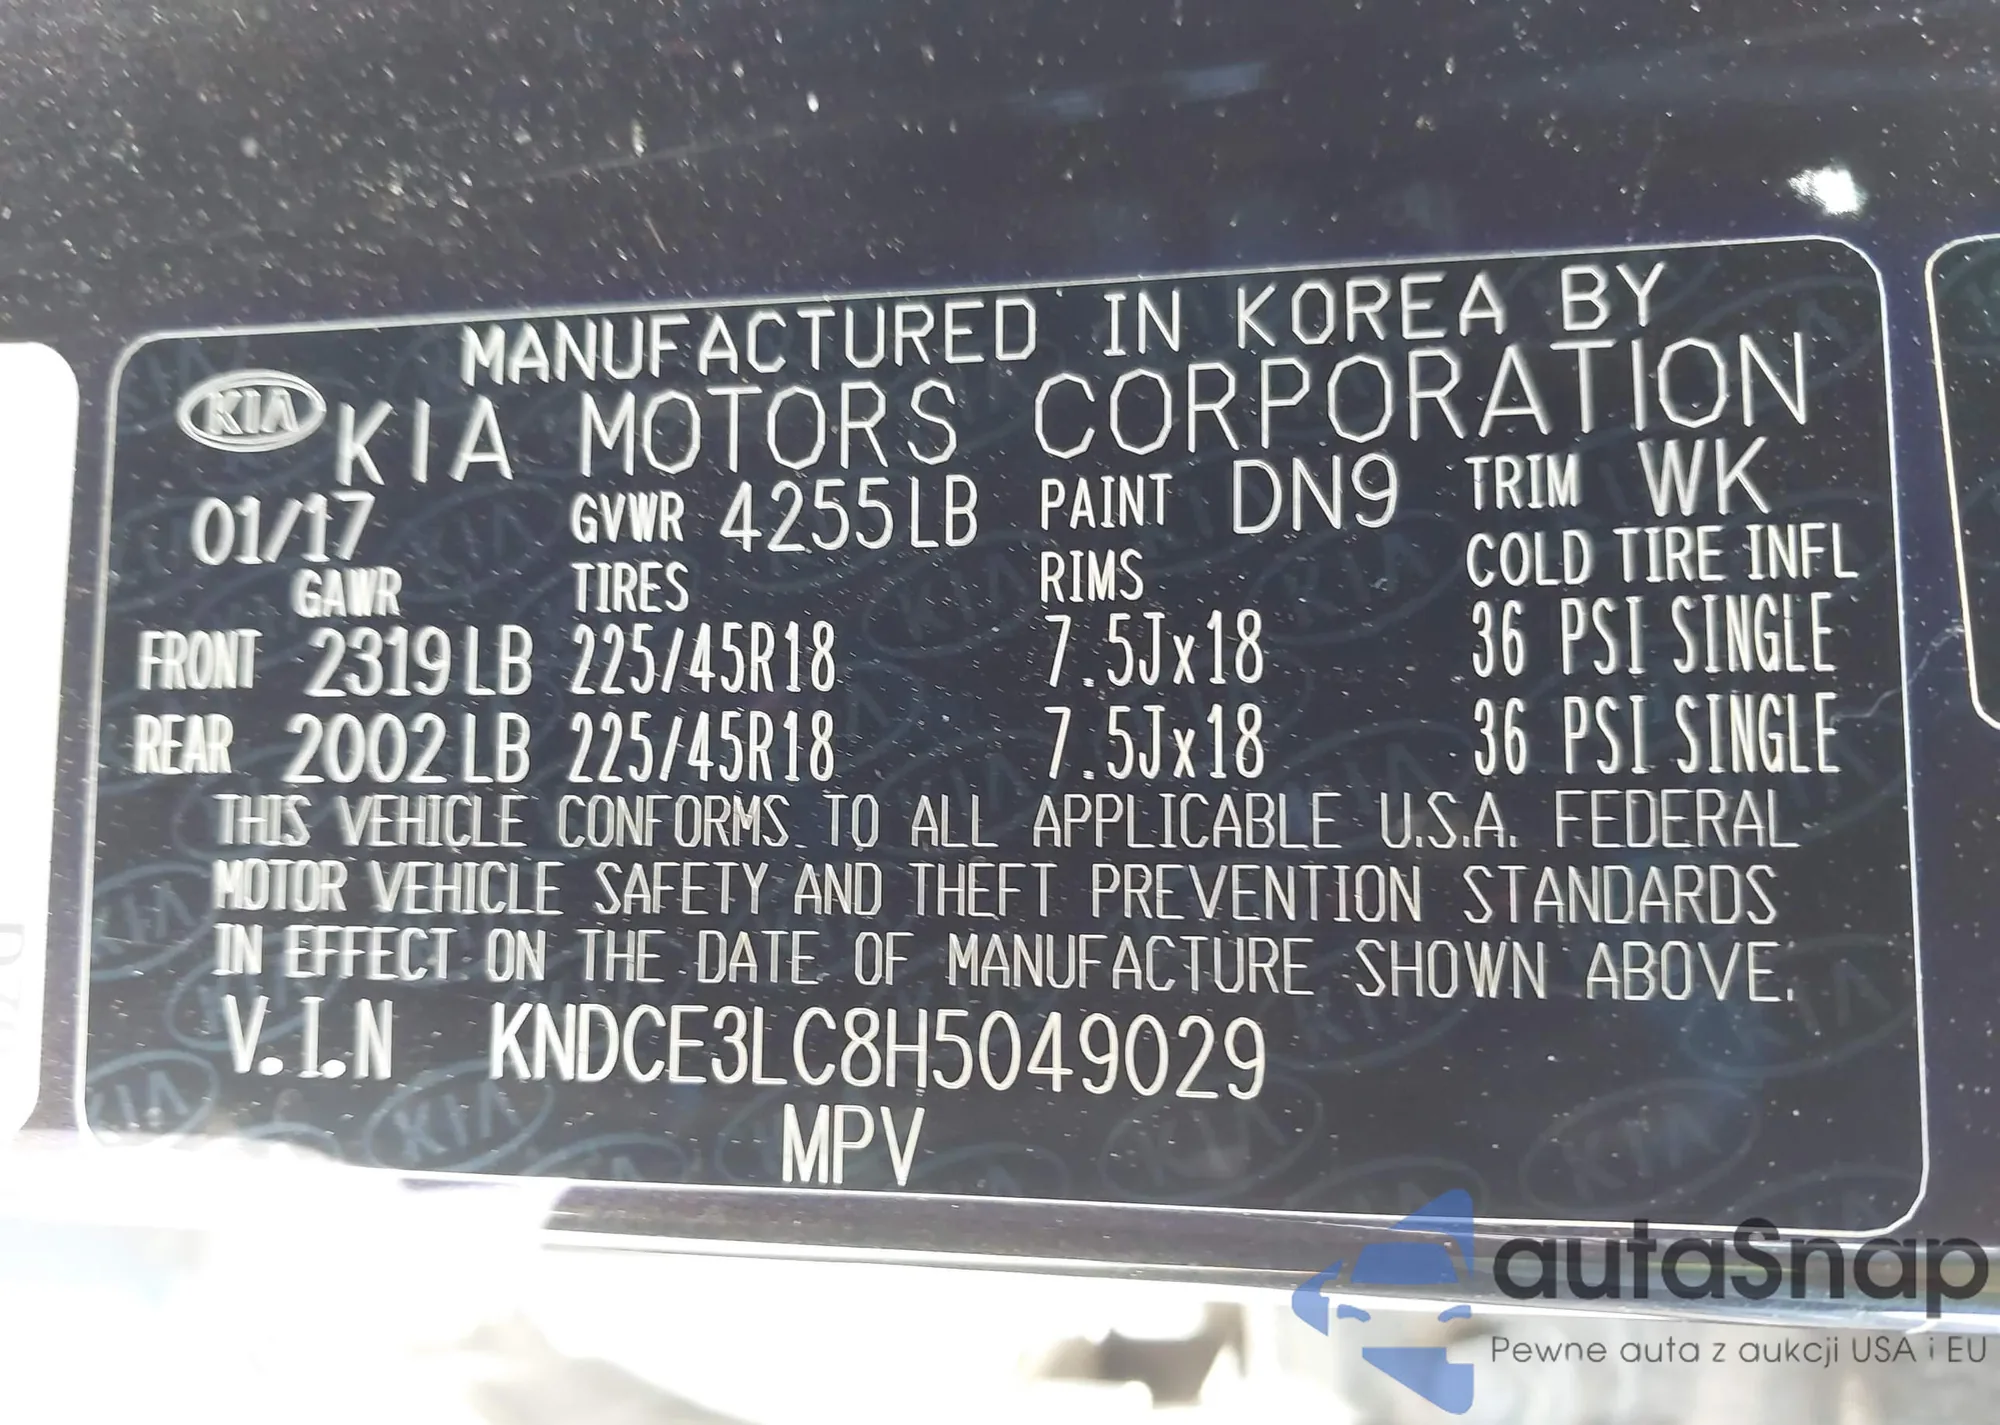 MANUFACTURED IN KOREA BY
KIA KIA MOTORS CORPORATION
01/17 GVWR 4255LB PAINT DN9 TRIM WK
GAWR TIRES RIMS COLD TIRE INFL
FRONT 2319LB 225/45R18 7.5Jx18 36 PSI SINGLE
REAR 2002LB 225/45R18 7.5Jx18 36 PSI SINGLE
THIS VEHICLE CONFORMS TO ALL APPLICABLE U.S.A. FEDERAL
MOTOR VEHICLE SAFETY AND THEFT PREVENTION STANDARDS
IN EFFECT ON THE DATE OF MANUFACTURE SHOWN ABOVE.
V.I.N KNDCE3LC8H5049029
MPV
autaSnap
Pewne auta z aukcji USA i EU